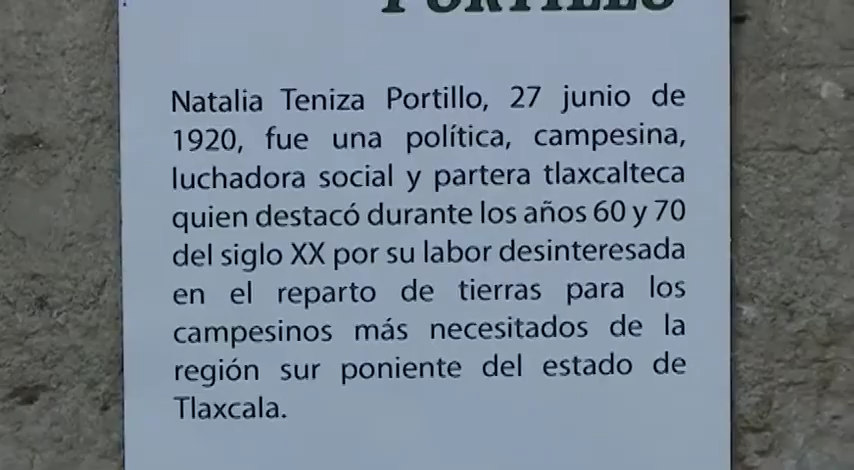 PORTILLO
Natalia Teniza Portillo, 27 junio de
1920, fue una política, campesina,
luchadora social y partera tlaxcalteca
quien destacó durante los años 60 y 70
del siglo XX por su labor desinteresada
en el reparto de tierras para los
campesinos más necesitados de la
región sur poniente del estado de
Tlaxcala.